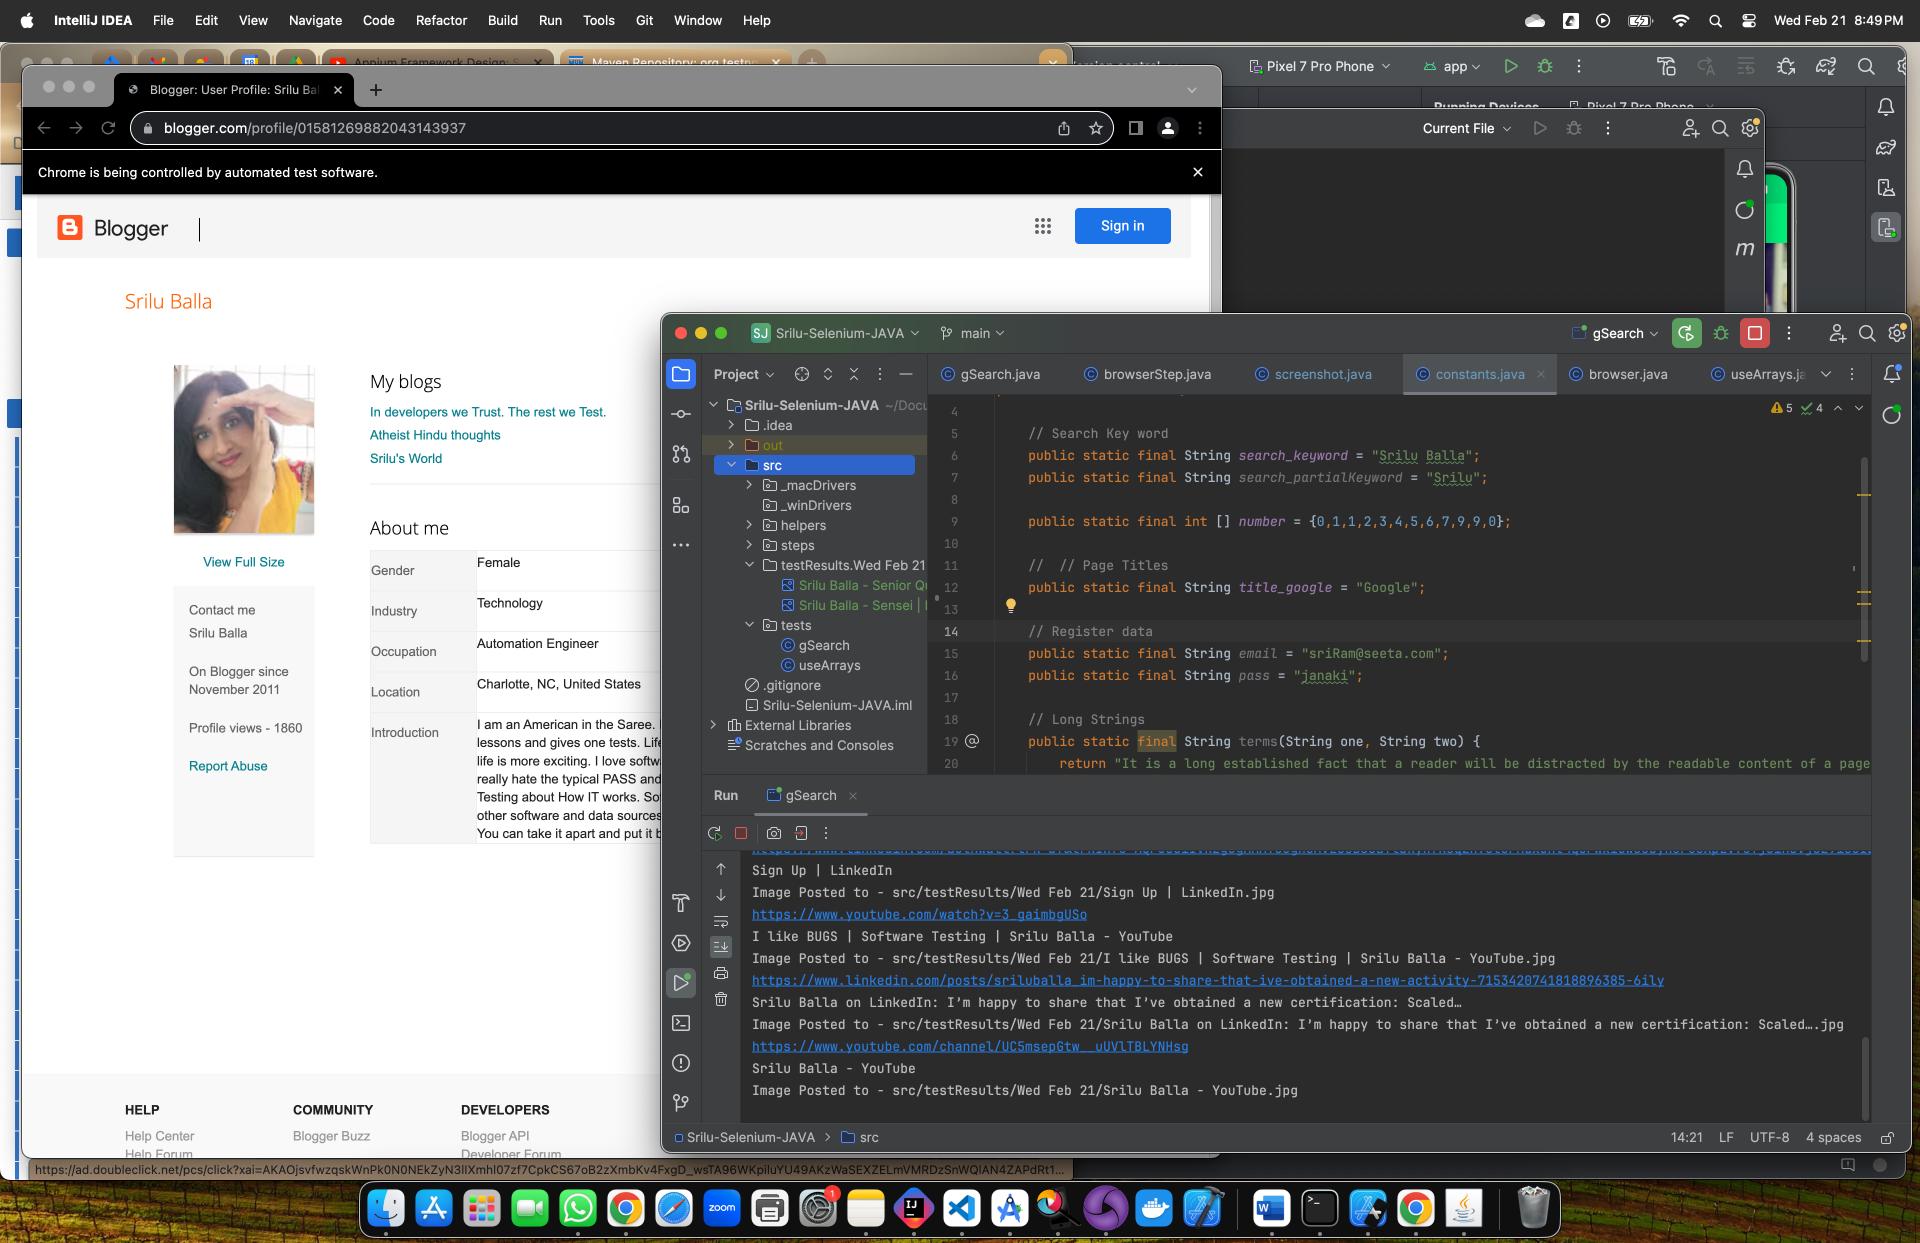 IntelliJ IDEA File Edit View Navigate Code Refactor Build Run Tools Git Window Help
Wed Feb 21 8:49 PM
Appium Framework Design:
Maven Repository: org.testng
Pixel 7 Pro Phone
app
Blogger: User Profile: Srilu Bal
blogger.com/profile/01581269882043143937
Running Devices Pixel 7 Pro Phone
Current File
Chrome is being controlled by automated test software.
Blogger
Sign in
Srilu Balla
My blogs
In developers we Trust. The rest we Test.
Atheist Hindu thoughts
Srilu's World
View Full Size
Contact me
Srilu Balla
On Blogger since
November 2011
Profile views - 1860
Report Abuse
About me
Gender Female
Industry Technology
Occupation Automation Engineer
Location Charlotte, NC, United States
Introduction
I am an American in the Saree.
lessons and gives one tests.
life is more exciting. I love
really hate the typical PASS and
Testing about How IT works.
other software and data sources
You can take it apart and put it
HELP COMMUNITY DEVELOPERS
Help Center Blogger Buzz Blogger API
Help Forum Developer Forum
SJ Srilu-Selenium-JAVA main
gSearch
Project
Srilu-Selenium-JAVA
.idea
out
src
_macDrivers
_winDrivers
helpers
steps
testResults.Wed Feb 21
Srilu Balla - Senior
Srilu Balla - Sensei |
tests
gSearch
useArrays
.gitignore
Srilu-Selenium-JAVA.iml
External Libraries
Scratches and Consoles
gSearch.java browserStep.java screenshot.java constants.java browser.java useArrays.ja
5 4
4
5 // Search Key word
6 public static final String search_keyword = "Srilu Balla";
7 public static final String search_partialKeyword = "Srilu";
8
9 public static final int [] number = {0,1,1,2,3,4,5,6,7,9,9,0};
10
11 // // Page Titles
12 public static final String title_google = "Google";
13
14 // Register data
15 public static final String email = "sriRam@seeta.com";
16 public static final String pass = "janaki";
17
18 // Long Strings
19 public static final String terms(String one, String two) {
20 return "It is a long established fact that a reader will be distracted by the readable content of a page
Run gSearch
Sign Up | LinkedIn
Image Posted to - src/testResults/Wed Feb 21/Sign Up | LinkedIn.jpg
https://www.youtube.com/watch?v=3_gaimbgUSo
I like BUGS | Software Testing | Srilu Balla - YouTube
Image Posted to - src/testResults/Wed Feb 21/I like BUGS | Software Testing | Srilu Balla - YouTube.jpg
https://www.linkedin.com/posts/sriluballa_im-happy-to-share-that-ive-obtained-a-new-activity-7153420741818896385-6ily
Srilu Balla on LinkedIn: I’m happy to share that I’ve obtained a new certification: Scaled…
Image Posted to - src/testResults/Wed Feb 21/Srilu Balla on LinkedIn: I’m happy to share that I’ve obtained a new certification: Scaled….jpg
https://www.youtube.com/channel/UC5msepGtw__uUVlTBLYNHsg
Srilu Balla - YouTube
Image Posted to - src/testResults/Wed Feb 21/Srilu Balla - YouTube.jpg
Srilu-Selenium-JAVA > src
14:21 LF UTF-8 4 spaces
zoom
1